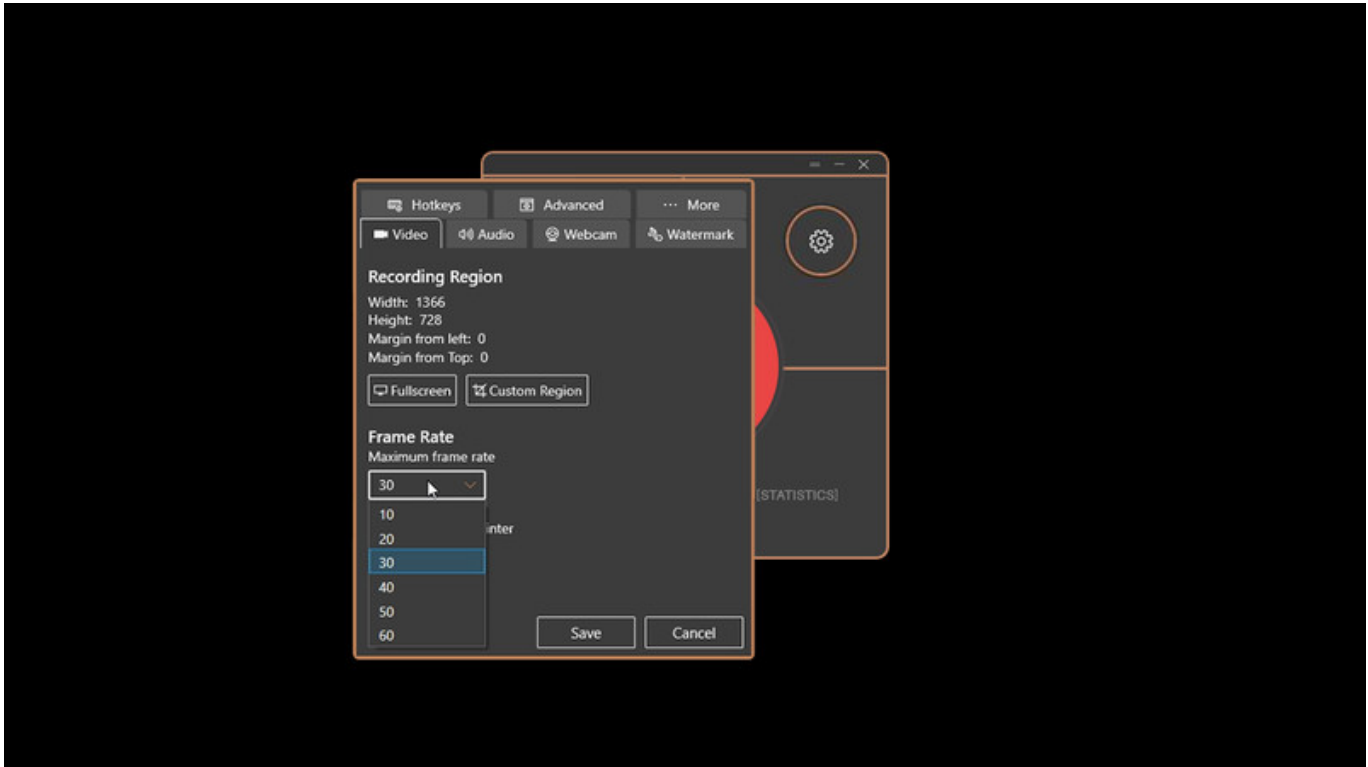 Hotkeys Advanced ... More
Video Audio Webcam Watermark
Recording Region
Width: 1366
Height: 728
Margin from left: 0
Margin from Top: 0
Fullscreen Custom Region
Frame Rate
Maximum frame rate
30
[STATISTICS]
10
inter
20
30
40
50
60
Save Cancel